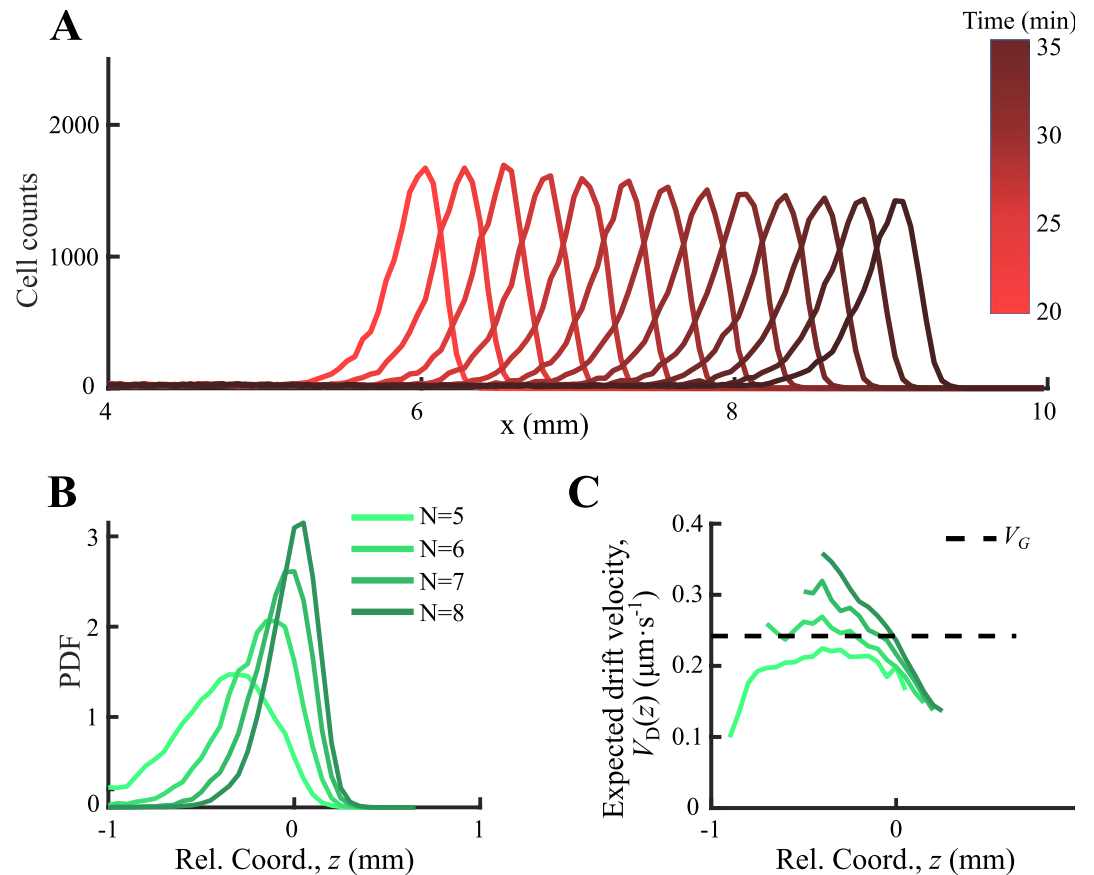 A
Time (min)
35
30
25
20
Cell counts
2000
1000
0
4
6
8
10
x (mm)
B
PDF
3
2
1
0
-1
0
1
Rel. Coord., z (mm)
N=5
N=6
N=7
N=8
C
Expected drift velocity,
V_D(z) (μm·s⁻¹)
0.4
0.3
0.2
0.1
0
-1
0
Rel. Coord., z (mm)
V_G